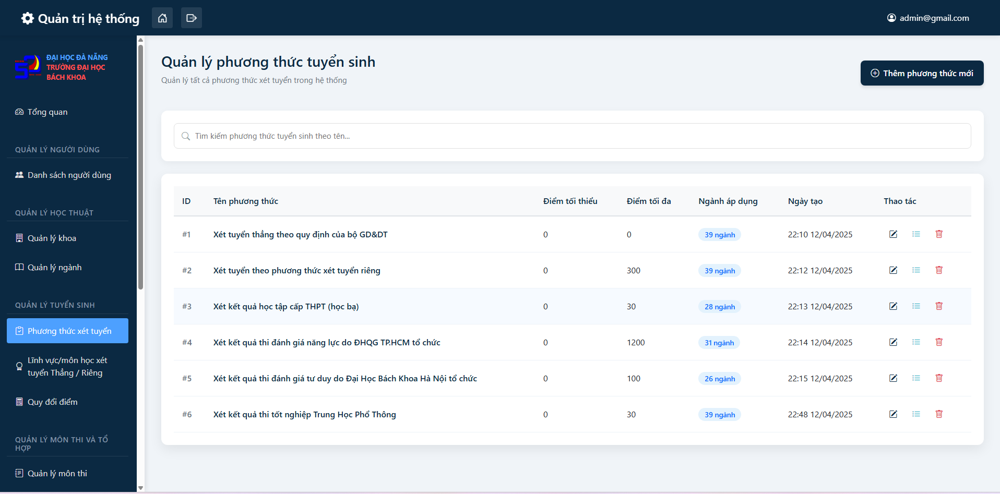 Quản trị hệ thống
admin@gmail.com
ĐẠI HỌC ĐÀ NẴNG
TRƯỜNG ĐẠI HỌC
BÁCH KHOA
Tổng quan
QUẢN LÝ NGƯỜI DÙNG
Danh sách người dùng
QUẢN LÝ HỌC THUẬT
Quản lý khoa
Quản lý ngành
QUẢN LÝ TUYỂN SINH
Phương thức xét tuyển
Lĩnh vực/môn học xét
tuyển Thẳng / Riêng
Quy đổi điểm
QUẢN LÝ MÔN THI VÀ TỔ
HỢP
Quản lý môn thi
Quản lý phương thức tuyển sinh
Quản lý tất cả phương thức xét tuyển trong hệ thống
Thêm phương thức mới
Tìm kiếm phương thức tuyển sinh theo tên...
ID Tên phương thức Điểm tối thiểu Điểm tối đa Ngành áp dụng Ngày tạo Thao tác
#1 Xét tuyển thẳng theo quy định của bộ GD&DT 0 0 39 ngành 22:10 12/04/2025
#2 Xét tuyển theo phương thức xét tuyển riêng 0 300 39 ngành 22:12 12/04/2025
#3 Xét kết quả học tập cấp THPT (học bạ) 0 30 28 ngành 22:13 12/04/2025
#4 Xét kết quả thi đánh giá năng lực do ĐHQG TP.HCM tổ chức 0 1200 31 ngành 22:14 12/04/2025
#5 Xét kết quả thi đánh giá tư duy do Đại Học Bách Khoa Hà Nội tổ chức 0 100 26 ngành 22:15 12/04/2025
#6 Xét kết quả thi tốt nghiệp Trung Học Phổ Thông 0 30 39 ngành 22:48 12/04/2025